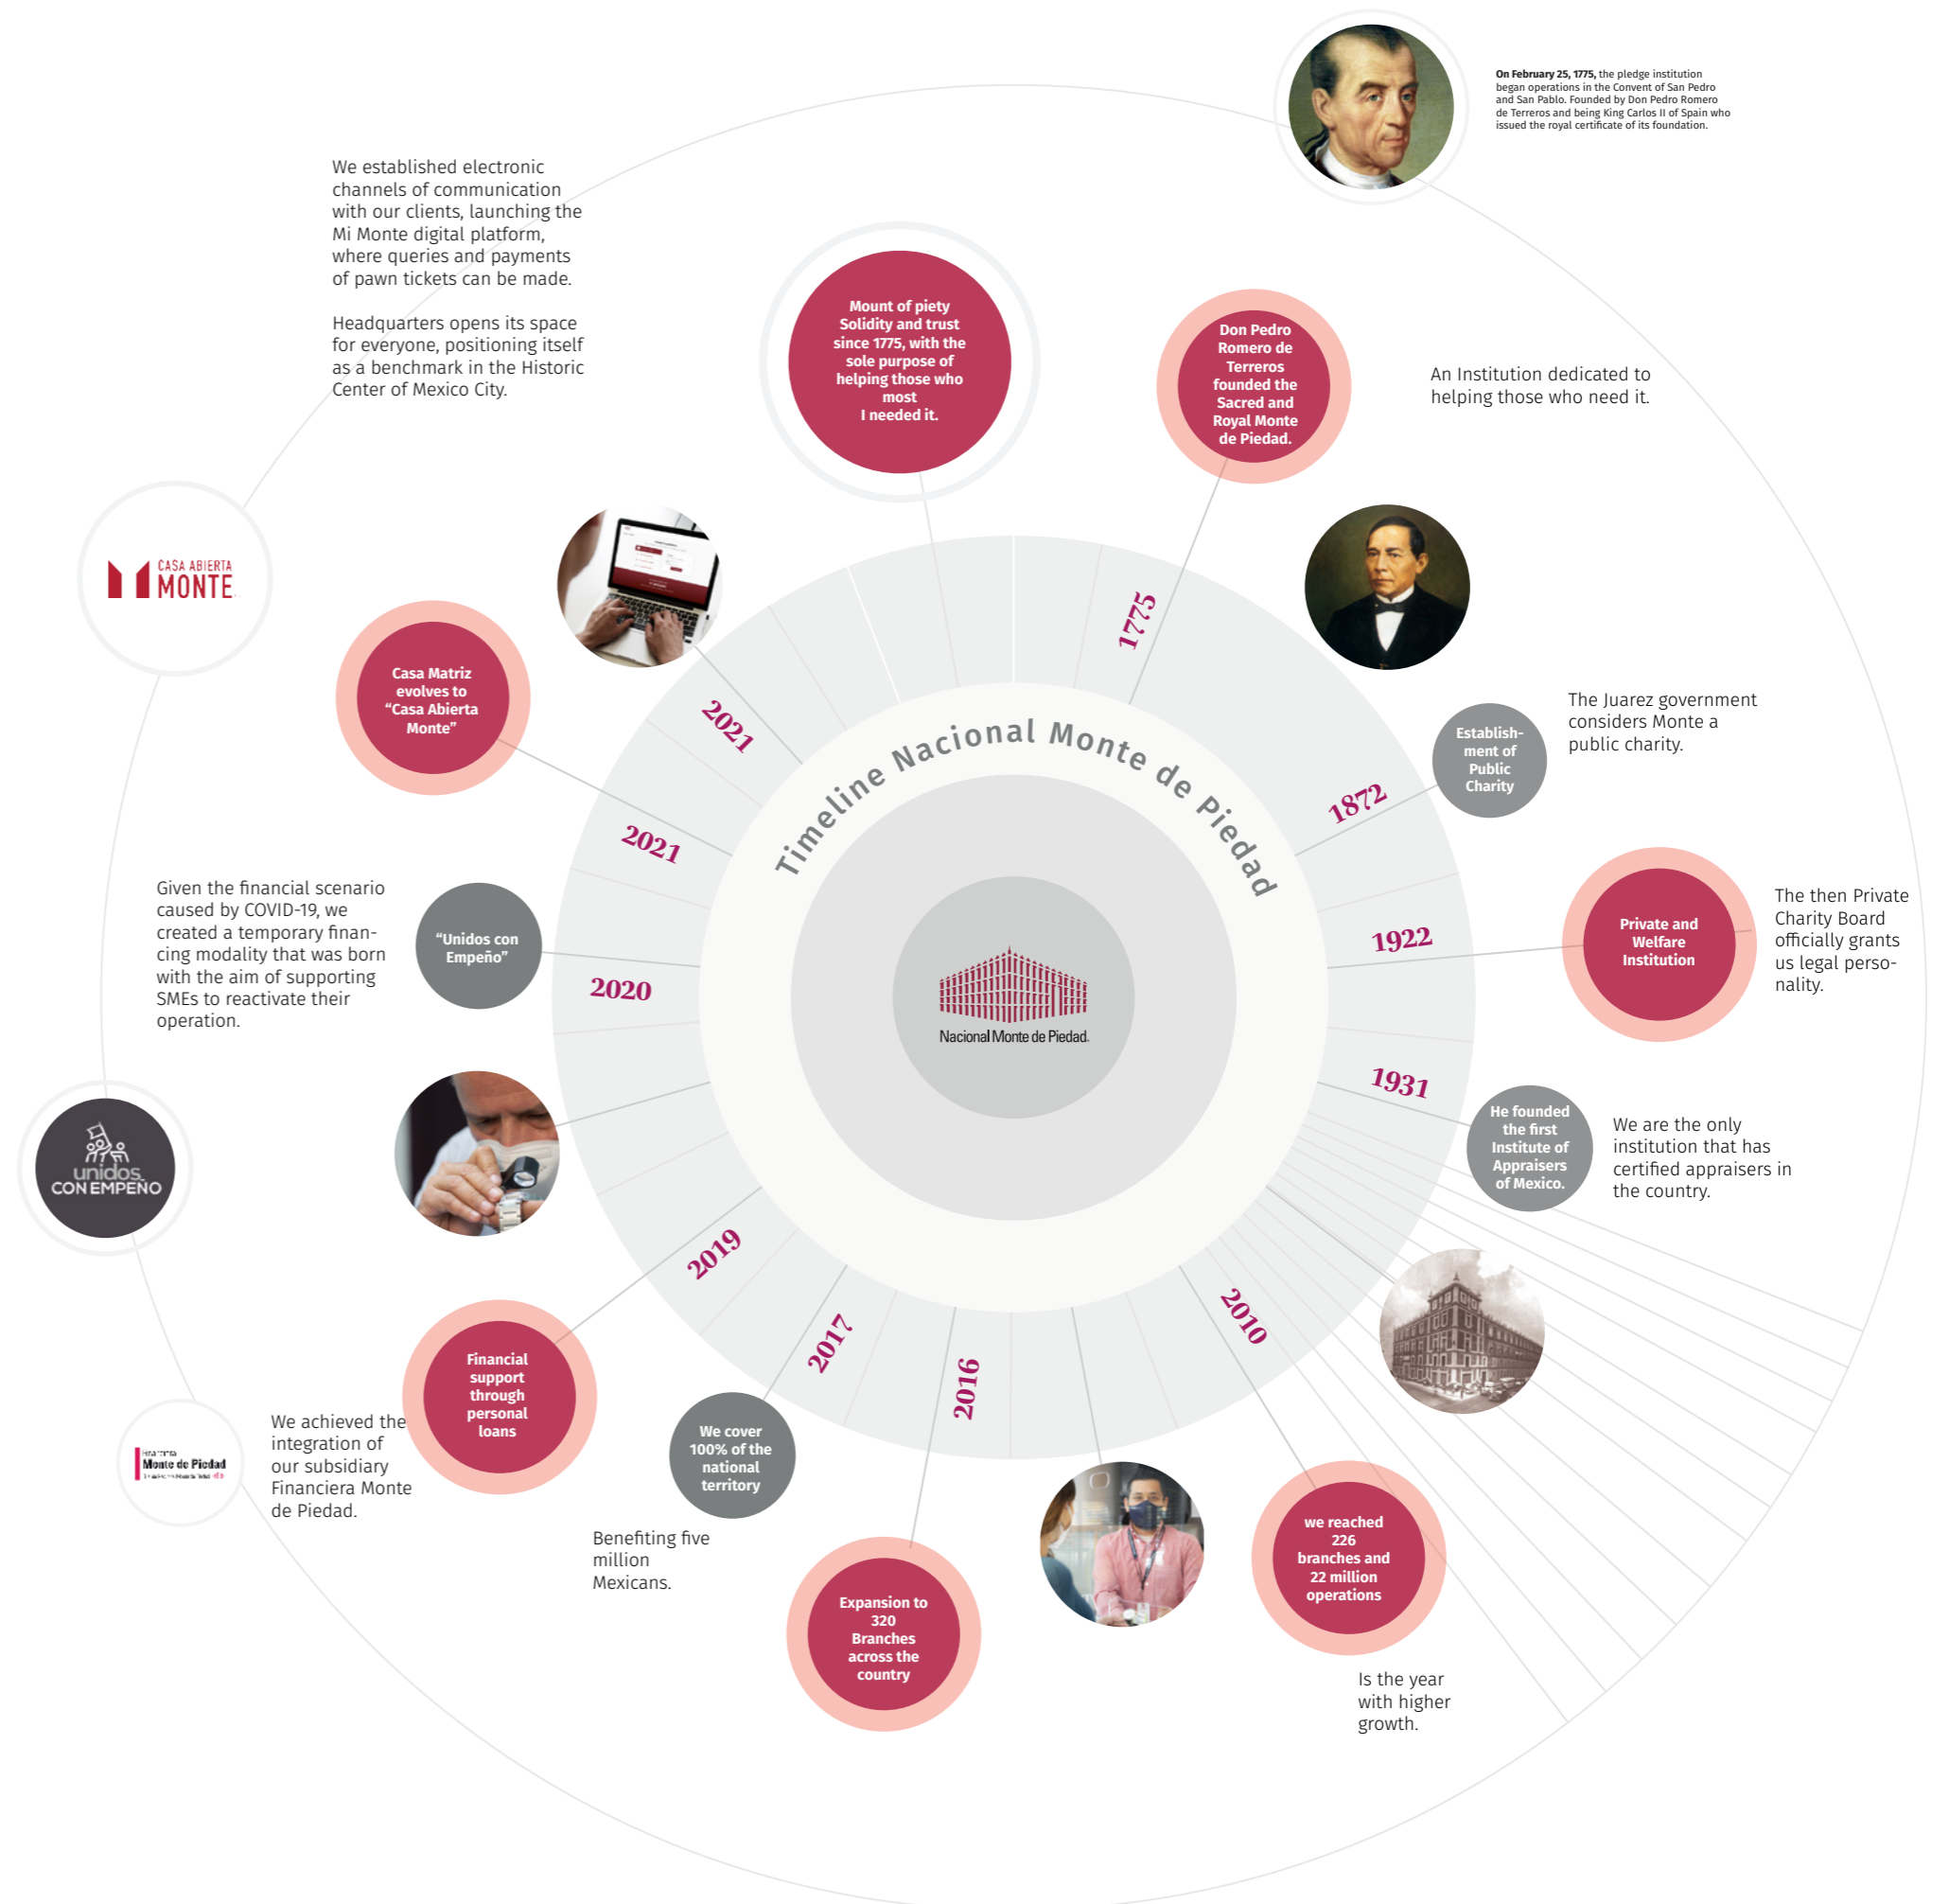 On February 25, 1775, the pledge institution
began operations in the Convent of San Pedro
and San Pablo. Founded by Don Pedro Romero
de Terreros and being King Carlos II of Spain who
issued the royal certificate of its foundation.
We established electronic
channels of communication
with our clients, launching the
Mi Monte digital platform,
where queries and payments
of pawn tickets can be made.
Headquarters opens its space
for everyone, positioning itself
as a benchmark in the Historic
Center of Mexico City.
Mount of piety
Solidity and trust
since 1775, with the
sole purpose of
helping those who
most
I needed it.
Don Pedro
Romero de
Terreros
founded the
Sacred and
Royal Monte
de Piedad.
An Institution dedicated to
helping those who need it.
1775
CASA ABIERTA
MONTE
Casa Matriz
evolves to
“Casa Abierta
Monte”
2021
2021
Timeline Nacional Monte de Piedad
1872
Establish-
ment of
Public
Charity
The Juarez government
considers Monte a
public charity.
1922
Private and
Welfare
Institution
The then Private
Charity Board
officially grants
us legal perso-
nality.
Given the financial scenario
caused by COVID-19, we
created a temporary finan-
cing modality that was born
with the aim of supporting
SMEs to reactivate their
operation.
“Unidos con
Empeño”
2020
Nacional Monte de Piedad
1931
He founded
the first
Institute of
Appraisers
of Mexico.
We are the only
institution that has
certified appraisers in
the country.
unidos
CON EMPEÑO
2019
2017
2016
2010
Financial
support
through
personal
loans
Monte de Piedad
We achieved the
integration of
our subsidiary
Financiera Monte
de Piedad.
We cover
100% of the
national
territory
Benefiting five
million
Mexicans.
Expansion to
320
Branches
across the
country
we reached
226
branches and
22 million
operations
Is the year
with higher
growth.